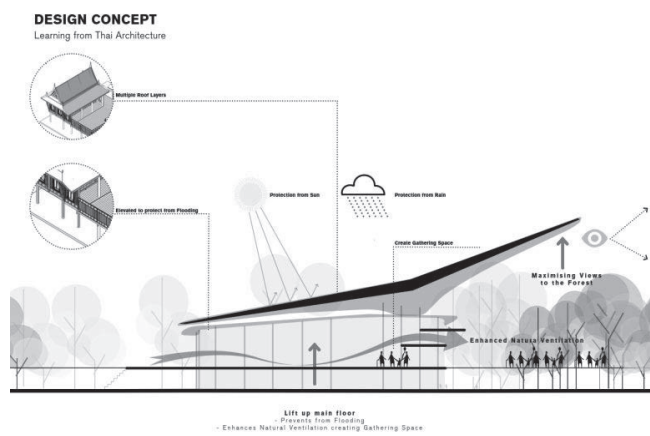 DESIGN CONCEPT
Learning from Thai Architecture
Multiple Roof Layers
Elevated to protect from Flooding
Protection from Sun
Protection from Rain
Create Gathering Space
Maximising Views
to the Forest
Enhanced Natura Ventilation
Lift up main floor
- Prevents from Flooding
- Enhances Natural Ventilation creating Gathering Space